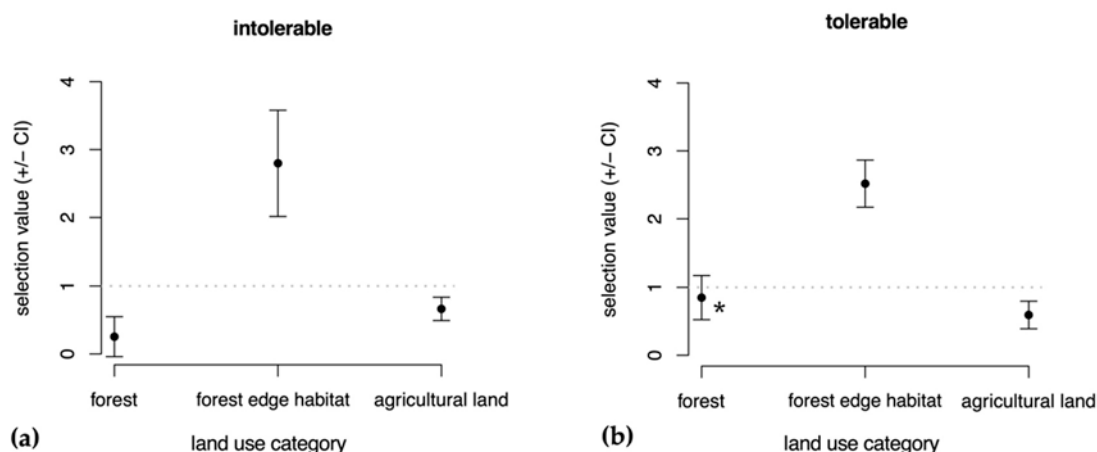 intolerable
selection value (+/− CI)
4
3
2
1
0
forest
forest edge habitat
agricultural land
(a)
land use category
tolerable
selection value (+/− CI)
4
3
2
1
0
*
forest
forest edge habitat
agricultural land
(b)
land use category